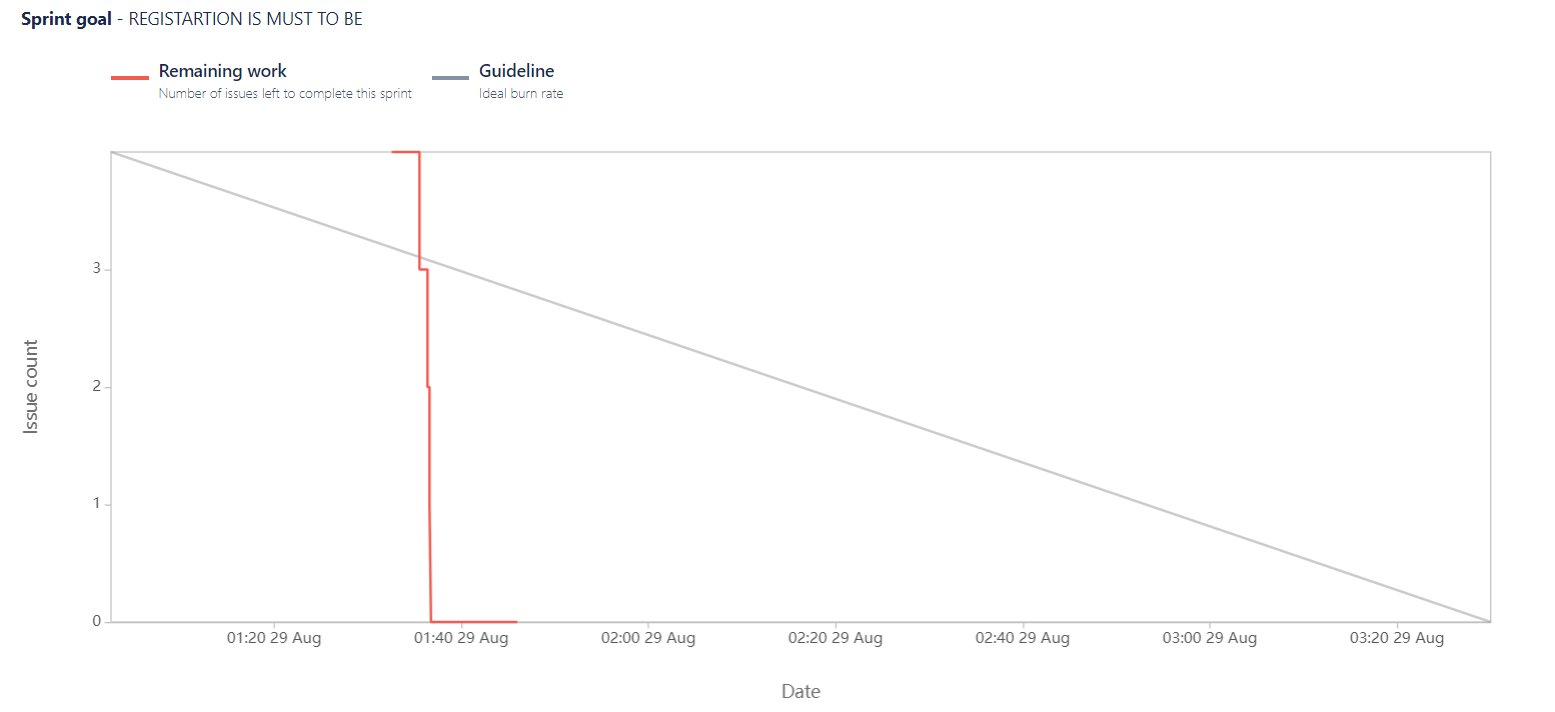 Sprint goal - REGISTARTION IS MUST TO BE
Remaining work
Number of issues left to complete this sprint
Guideline
Ideal burn rate
3
2
1
0
Issue count
01:20 29 Aug
01:40 29 Aug
02:00 29 Aug
02:20 29 Aug
02:40 29 Aug
03:00 29 Aug
03:20 29 Aug
Date